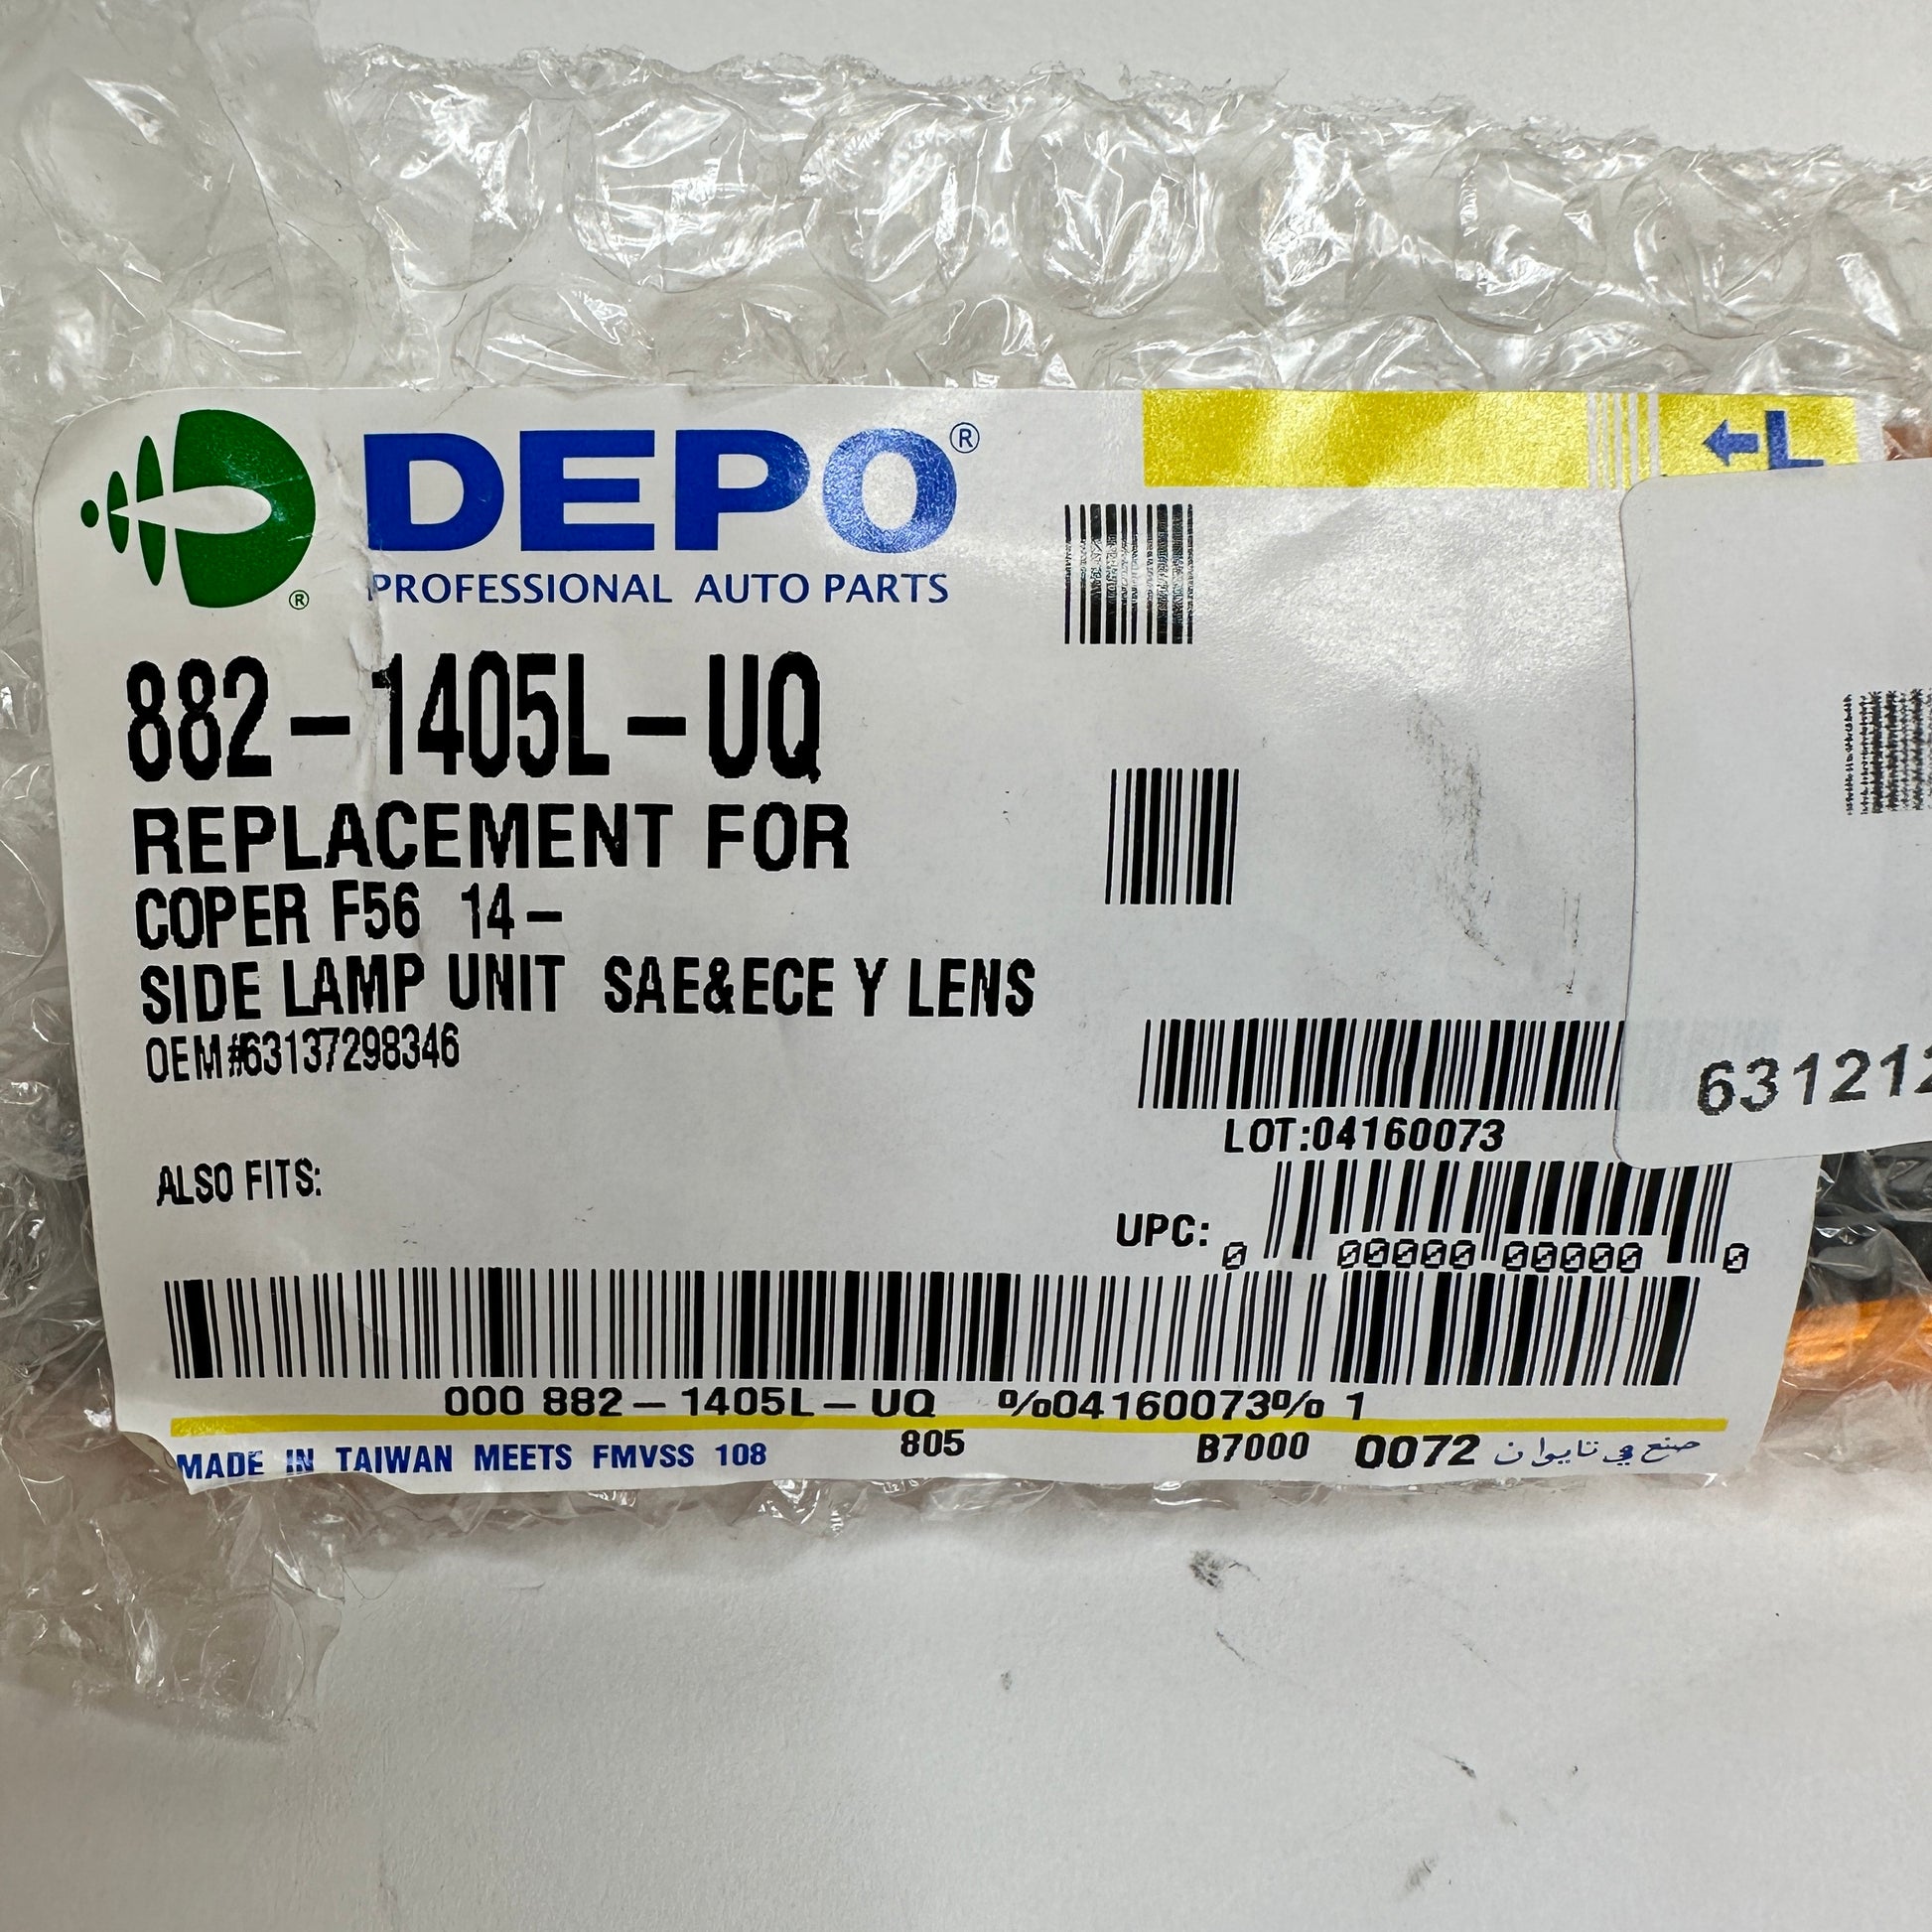 DEPO®
PROFESSIONAL AUTO PARTS
®
L
882-1405L-UQ
REPLACEMENT FOR
COPER F56 14-
SIDE LAMP UNIT SAE&ECE Y LENS
OEM#63137298346
LOT:04160073
ALSO FITS:
UPC: 0 00000 00000 0
000 882-1405L-UQ %04160073% 1
MADE IN TAIWAN MEETS FMVSS 108 805 B7000 0072 صنع في تايوان